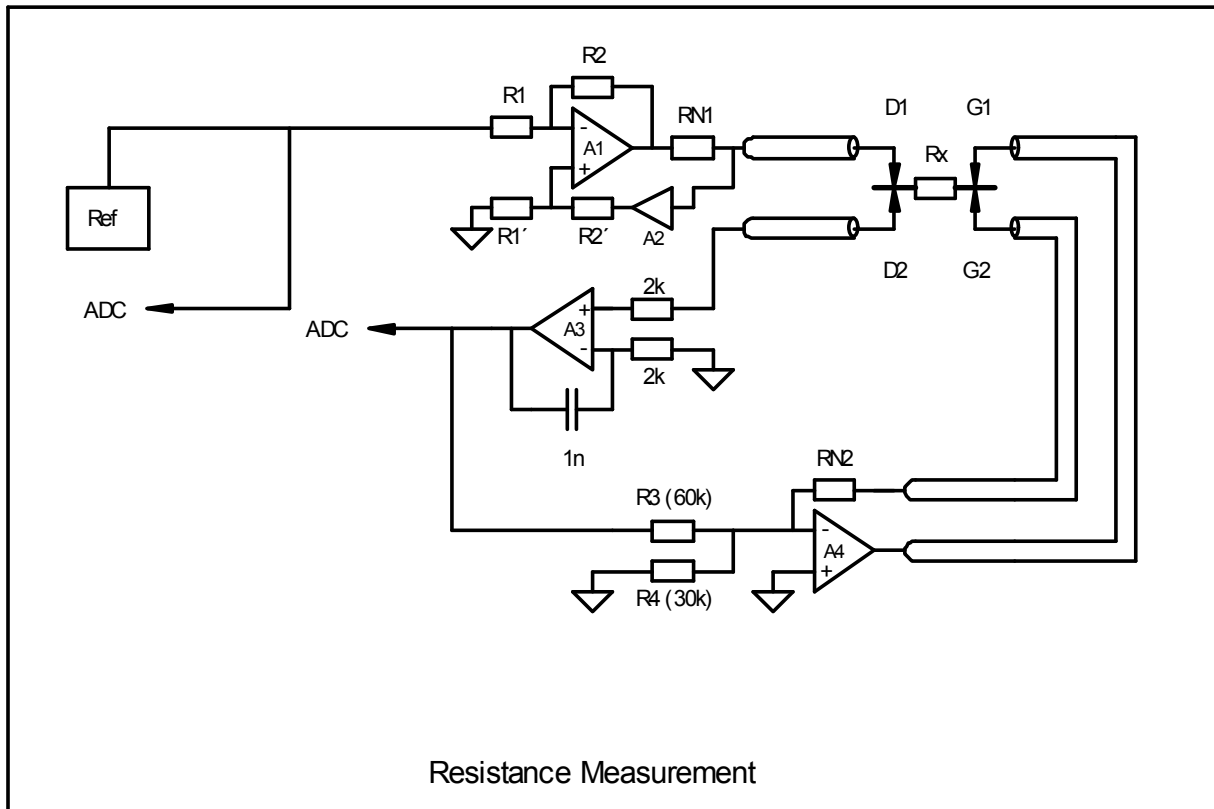 R2
R1
RN1
D1
G1
-
A1
+
Rx
Ref
R1´
R2´
A2
D2
G2
2k
ADC
ADC
+
A3
-
2k
1n
RN2
R3 (60k)
-
A4
+
R4 (30k)
Resistance Measurement